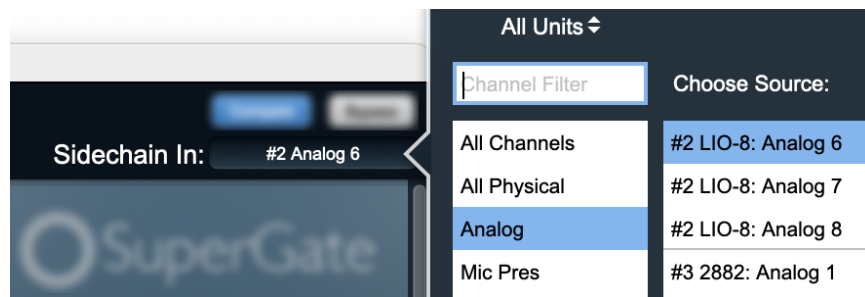 All Units
Channel Filter
Choose Source:
Compare
Bypass
Sidechain In:
#2 Analog 6
All Channels
#2 LIO-8: Analog 6
All Physical
#2 LIO-8: Analog 7
Analog
#2 LIO-8: Analog 8
Mic Pres
#3 2882: Analog 1
SuperGate